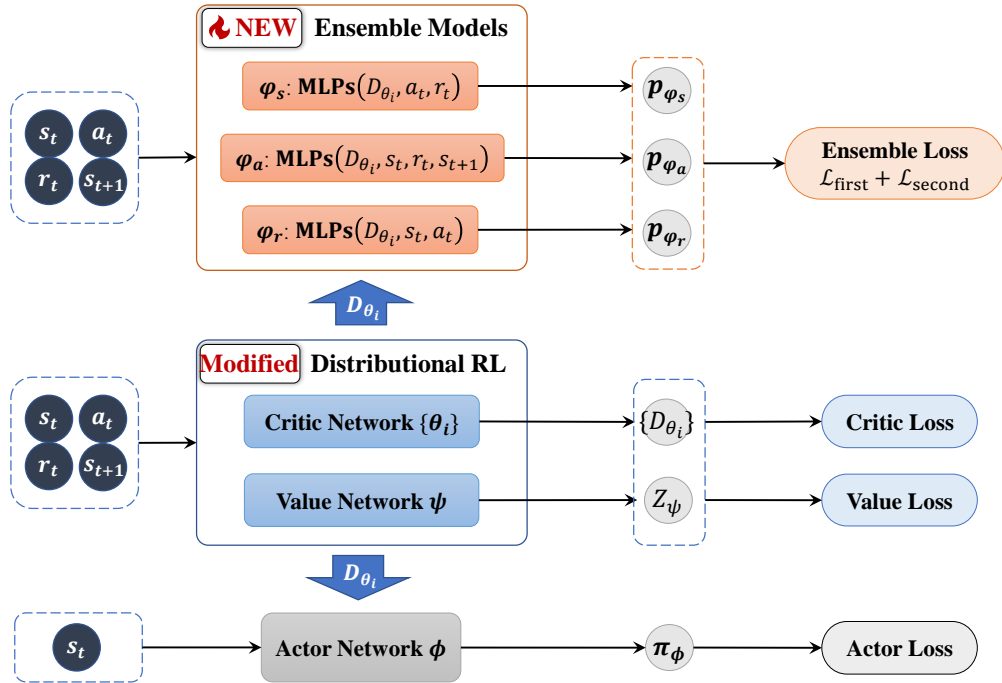 NEW Ensemble Models
s_t a_t
r_t s_{t+1}
φ_s: MLPs(D_{θ_i}, a_t, r_t)
φ_a: MLPs(D_{θ_i}, s_t, r_t, s_{t+1})
φ_r: MLPs(D_{θ_i}, s_t, a_t)
p_{φ_s}
p_{φ_a}
p_{φ_r}
Ensemble Loss
ℒ_first + ℒ_second
D_{θ_i}
Modified Distributional RL
s_t a_t
r_t s_{t+1}
Critic Network {θ_i}
{D_{θ_i}}
Critic Loss
Value Network ψ
Z_ψ
Value Loss
D_{θ_i}
s_t
Actor Network ϕ
π_ϕ
Actor Loss